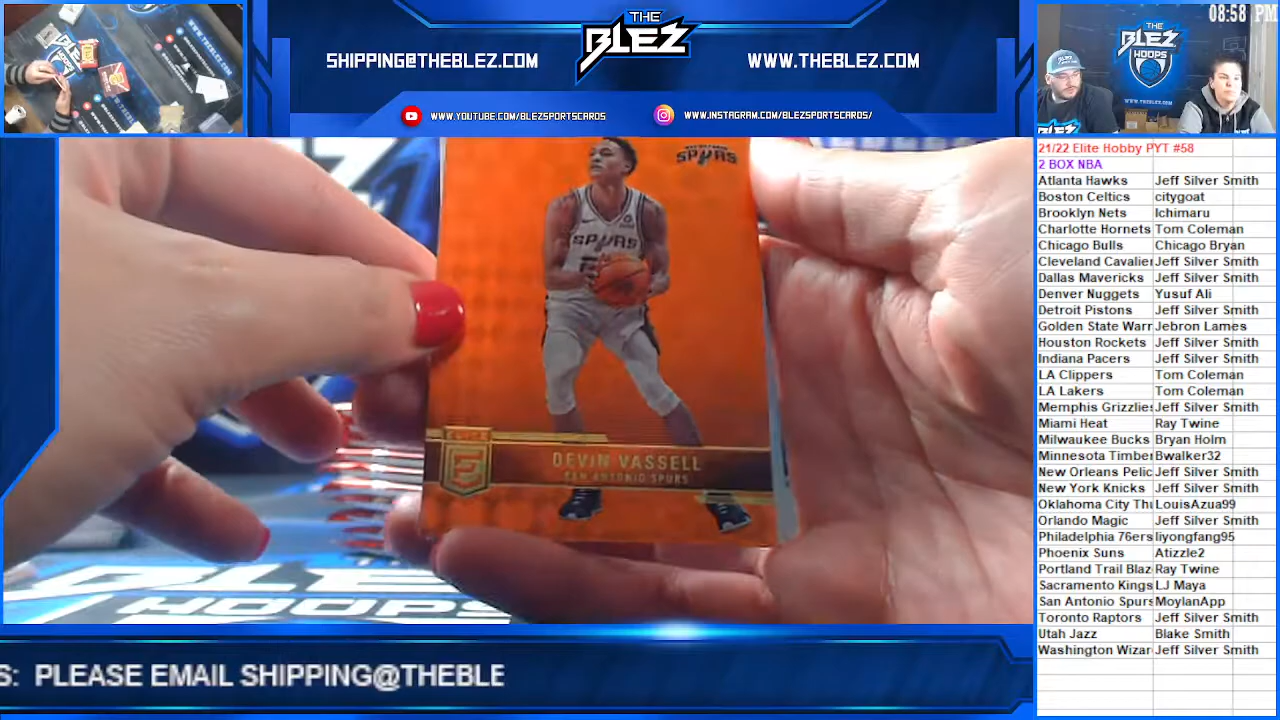 08:58 PM
THE
BLEZ
SHIPPING@THEBLEZ.COM
WWW.THEBLEZ.COM
WWW.YOUTUBE.COM/BLEZSPORTSCARDS
WWW.INSTAGRAM.COM/BLEZSPORTSCARDS/
THE
BLEZ
HOOPS
SPURS
SPURS
DEVIN VASSELL
SAN ANTONIO SPURS
BLEZ
HOOPS
S: PLEASE EMAIL SHIPPING@THEBLE
21/22 Elite Hobby PYT #58
2 BOX NBA
Atlanta Hawks Jeff Silver Smith
Boston Celtics citygoat
Brooklyn Nets Ichimaru
Charlotte Hornets Tom Coleman
Chicago Bulls Chicago Bryan
Cleveland Cavalier Jeff Silver Smith
Dallas Mavericks Jeff Silver Smith
Denver Nuggets Yusuf Ali
Detroit Pistons Jeff Silver Smith
Golden State Warr Jebron Lames
Houston Rockets Jeff Silver Smith
Indiana Pacers Jeff Silver Smith
LA Clippers Tom Coleman
LA Lakers Tom Coleman
Memphis Grizzlies Jeff Silver Smith
Miami Heat Ray Twine
Milwaukee Bucks Bryan Holm
Minnesota Timber Bwalker32
New Orleans Pelic Jeff Silver Smith
New York Knicks Jeff Silver Smith
Oklahoma City Thu LouisAzua99
Orlando Magic Jeff Silver Smith
Philadelphia 76ers liyongfang95
Phoenix Suns Atizzle2
Portland Trail Blaz Ray Twine
Sacramento Kings LJ Maya
San Antonio Spurs MoylanApp
Toronto Raptors Jeff Silver Smith
Utah Jazz Blake Smith
Washington Wizar Jeff Silver Smith